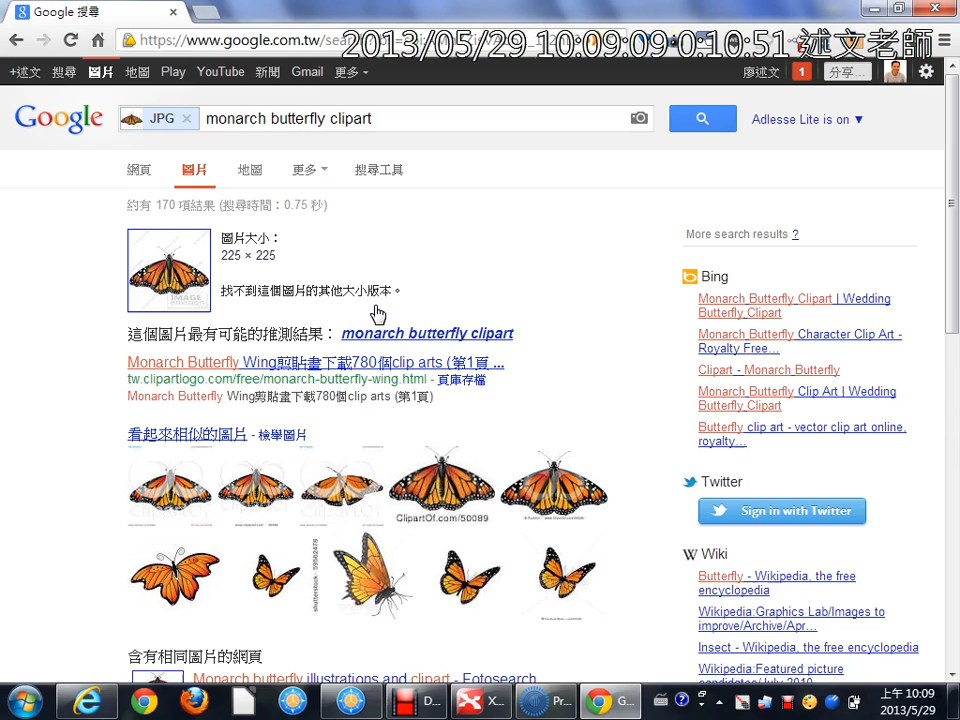 Google 搜尋
https://www.google.com.tw/sea
2013/05/29 10:09:09 0:10:51 述文老師
+述文 搜尋 圖片 地圖 Play YouTube 新聞 Gmail 更多
廖述文 1 分享...
Google JPG monarch butterfly clipart
Adlesse Lite is on ▼
網頁 圖片 地圖 更多 搜尋工具
約有 170 項結果 (搜尋時間：0.75 秒)
圖片大小：
225 × 225
找不到這個圖片的其他大小版本。
這個圖片最有可能的推測結果： monarch butterfly clipart
Monarch Butterfly Wing剪貼畫下載780個clip arts (第1頁 ...
tw.clipartlogo.com/free/monarch-butterfly-wing.html - 頁庫存檔
Monarch Butterfly Wing剪貼畫下載780個clip arts (第1頁)
看起來相似的圖片 - 檢舉圖片
ClipartOf.com/50089
shutterstock · 59562478
含有相同圖片的網頁
Monarch butterfly illustrations and clipart - Fotosearch
More search results ?
Bing
Monarch Butterfly Clipart | Wedding
Butterfly Clipart
Monarch Butterfly Character Clip Art -
Royalty Free…
Clipart - Monarch Butterfly
Monarch Butterfly Clip Art | Wedding
Butterfly Clipart
Butterfly clip art - vector clip art online,
royalty…
Twitter
Sign in with Twitter
Wiki
Butterfly - Wikipedia, the free
encyclopedia
Wikipedia:Graphics Lab/Images to
improve/Archive/Apr…
Insect - Wikipedia, the free encyclopedia
Wikipedia:Featured picture
candidates/July 2010
D... X... Pr... G...
上午 10:09
2013/5/29